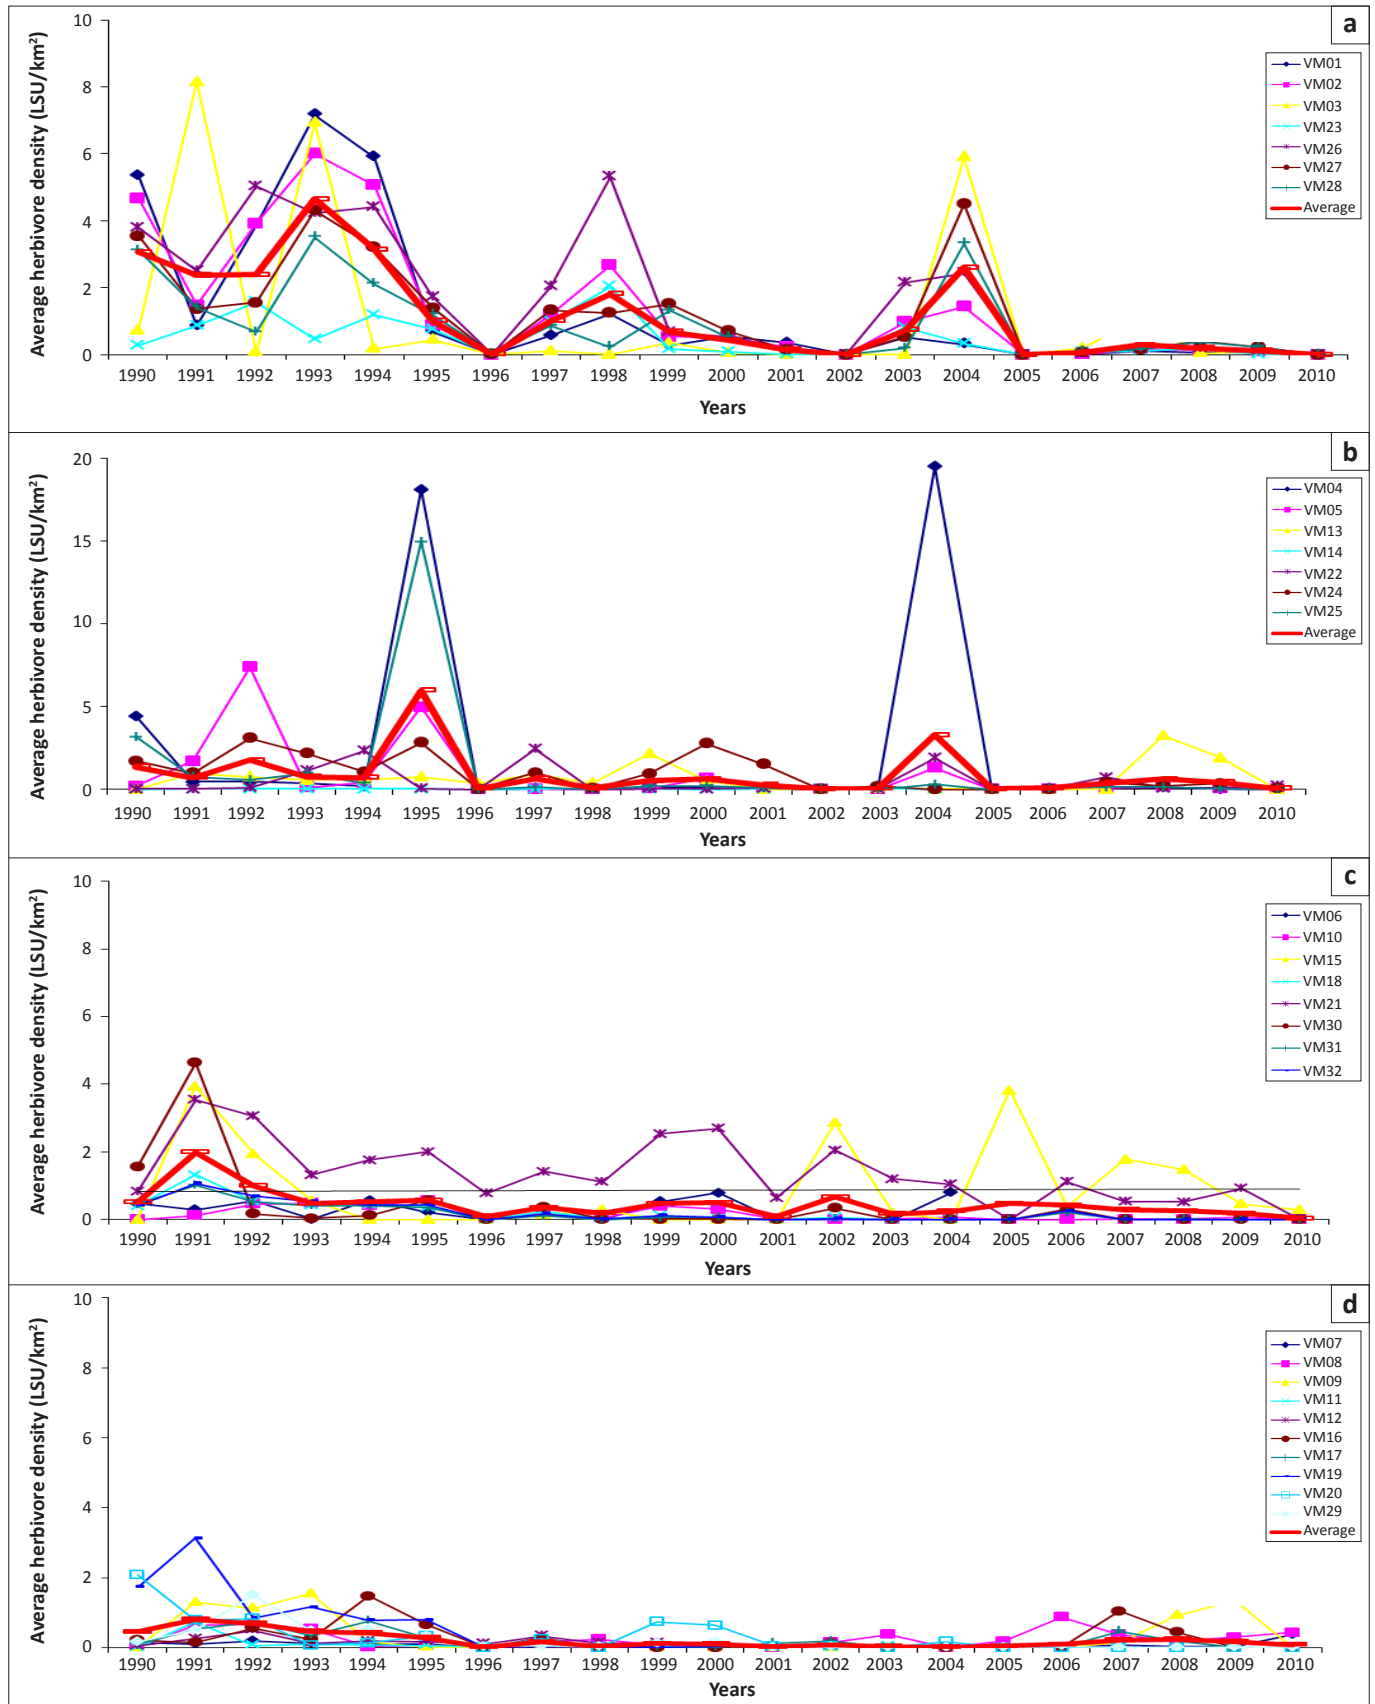 a
Average herbivore density (LSU/km²)
10
8
6
4
2
0
1990 1991 1992 1993 1994 1995 1996 1997 1998 1999 2000 2001 2002 2003 2004 2005 2006 2007 2008 2009 2010
Years
VM01
VM02
VM03
VM23
VM26
VM27
VM28
Average
b
Average herbivore density (LSU/km²)
20
15
10
5
0
1990 1991 1992 1993 1994 1995 1996 1997 1998 1999 2000 2001 2002 2003 2004 2005 2006 2007 2008 2009 2010
Years
VM04
VM05
VM13
VM14
VM22
VM24
VM25
Average
c
Average herbivore density (LSU/km²)
10
8
6
4
2
0
1990 1991 1992 1993 1994 1995 1996 1997 1998 1999 2000 2001 2002 2003 2004 2005 2006 2007 2008 2009 2010
Years
VM06
VM10
VM15
VM18
VM21
VM30
VM31
VM32
d
Average herbivore density (LSU/km²)
10
8
6
4
2
0
1990 1991 1992 1993 1994 1995 1996 1997 1998 1999 2000 2001 2002 2003 2004 2005 2006 2007 2008 2009 2010
Years
VM07
VM08
VM09
VM11
VM12
VM16
VM17
VM19
VM20
VM29
Average